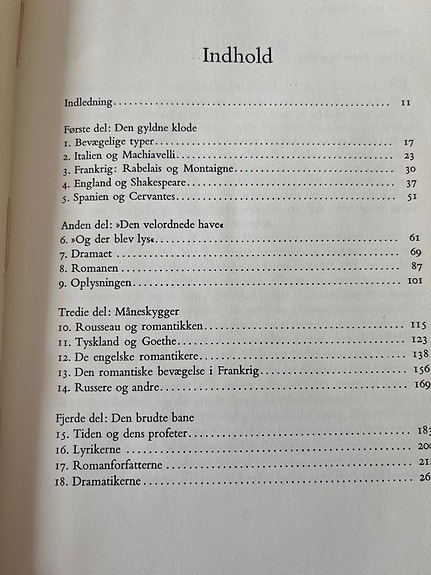 Indhold
Indledning........................................ 11
Første del: Den gyldne klode
1. Bevægelige typer........................................ 17
2. Italien og Machiavelli........................................ 23
3. Frankrig: Rabelais og Montaigne........................................ 30
4. England og Shakespeare........................................ 37
5. Spanien og Cervantes........................................ 51
Anden del: »Den velordnede have«
6. »Og der blev lys«........................................ 61
7. Dramaet........................................ 69
8. Romanen........................................ 87
9. Oplysningen........................................ 101
Tredie del: Måneskygger
10. Rousseau og romantikken........................................ 115
11. Tyskland og Goethe........................................ 123
12. De engelske romantikere........................................ 138
13. Den romantiske bevægelse i Frankrig........................................ 156
14. Russere og andre........................................ 169
Fjerde del: Den brudte bane
15. Tiden og dens profeter........................................ 183
16. Lyrikerne........................................
17. Romanforfatterne........................................
18. Dramatikerne........................................